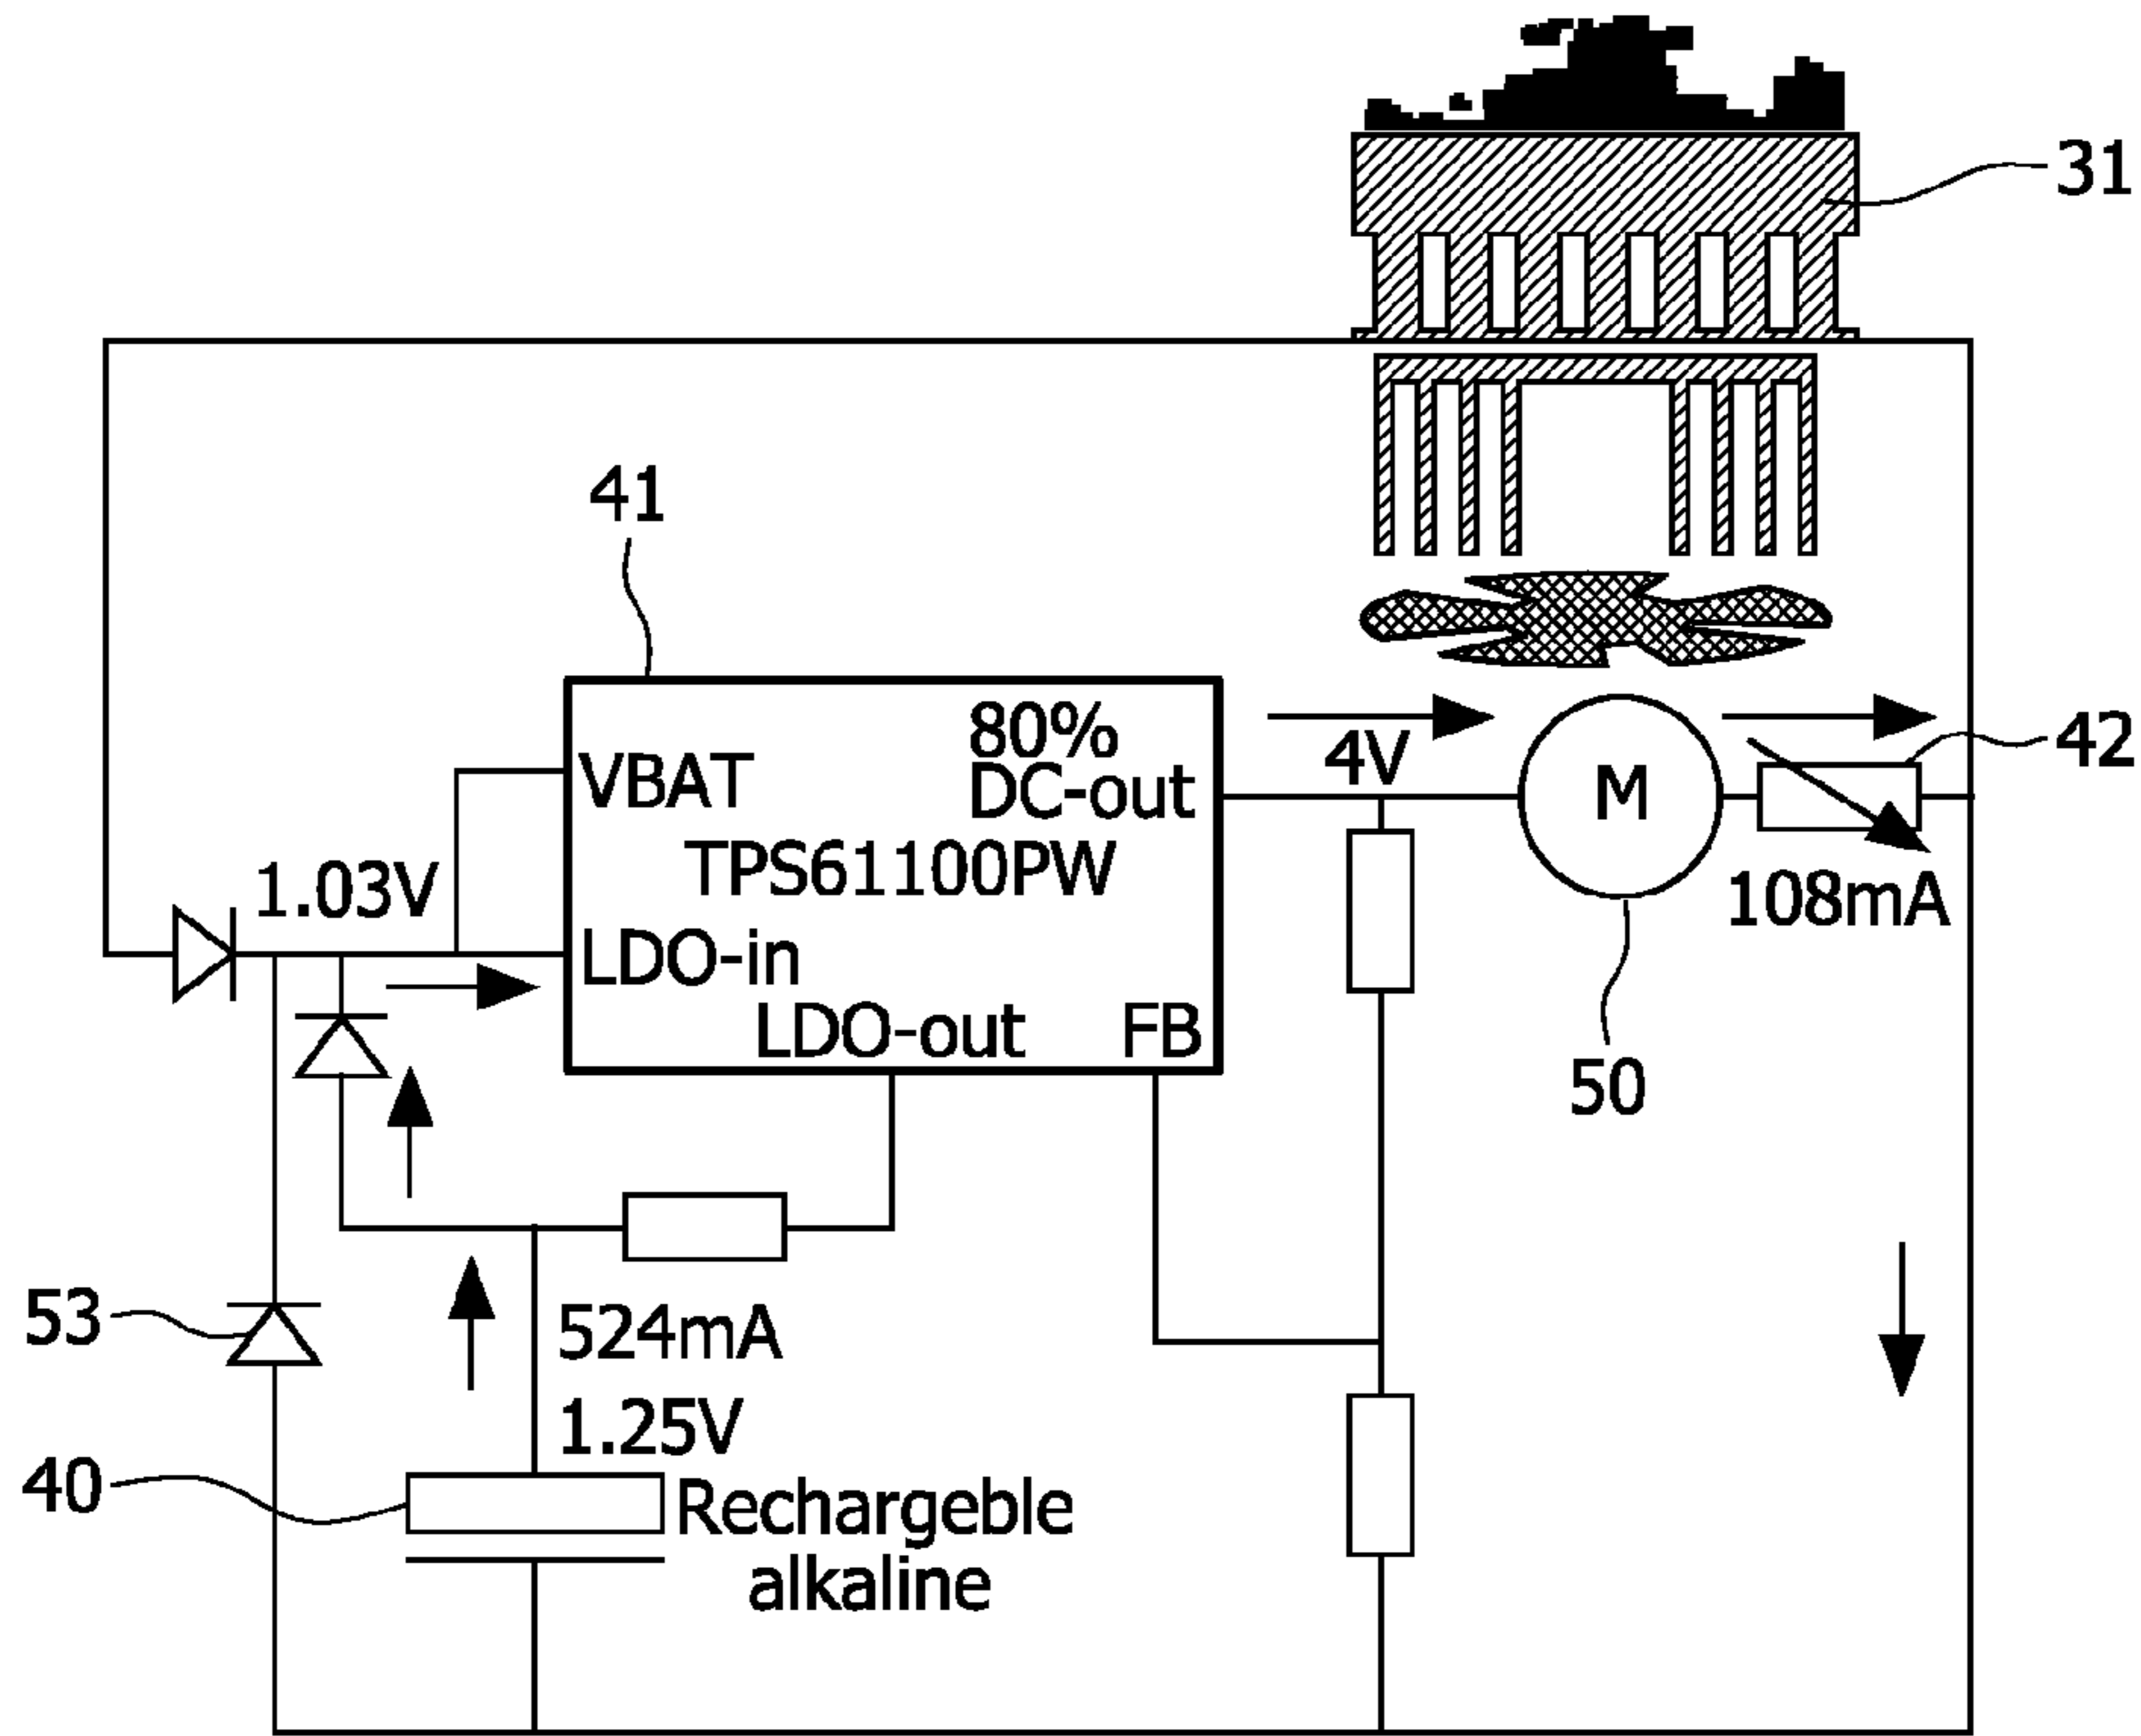 31
41
80%
4V
42
VBAT
DC-out
M
TPS61100PW
1.03V
108mA
LDO-in
LDO-out
FB
50
53
524mA
1.25V
40
Rechargeble
alkaline